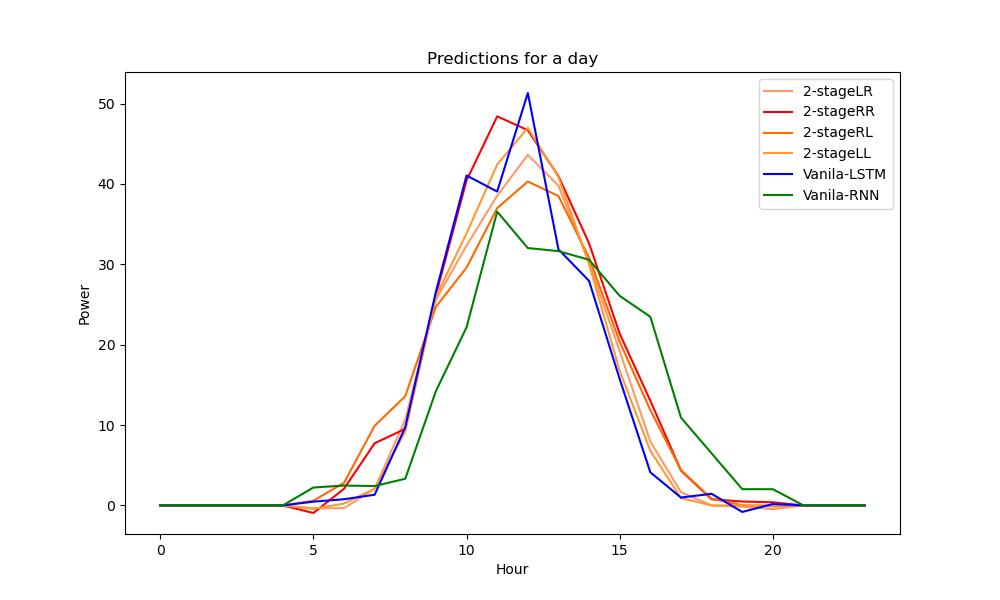 Predictions for a day
50
40
30
20
10
0
Power
0 5 10 15 20
Hour
2-stageLR
2-stageRR
2-stageRL
2-stageLL
Vanila-LSTM
Vanila-RNN